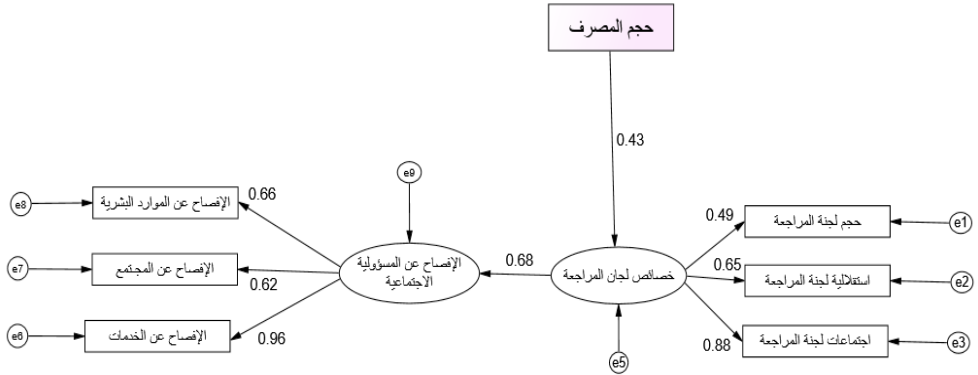 حجم المصرف
0.43
e9
e8
الإفصاح عن الموارد البشرية
0.66
حجم لجنة المراجعة
0.49
e1
e7
الإفصاح عن المجتمع
0.62
الإفصاح عن المسؤولية
الاجتماعية
0.68
خصائص لجان المراجعة
0.65
استقلالية لجنة المراجعة
e2
e6
الإفصاح عن الخدمات
0.96
e5
0.88
اجتماعات لجنة المراجعة
e3